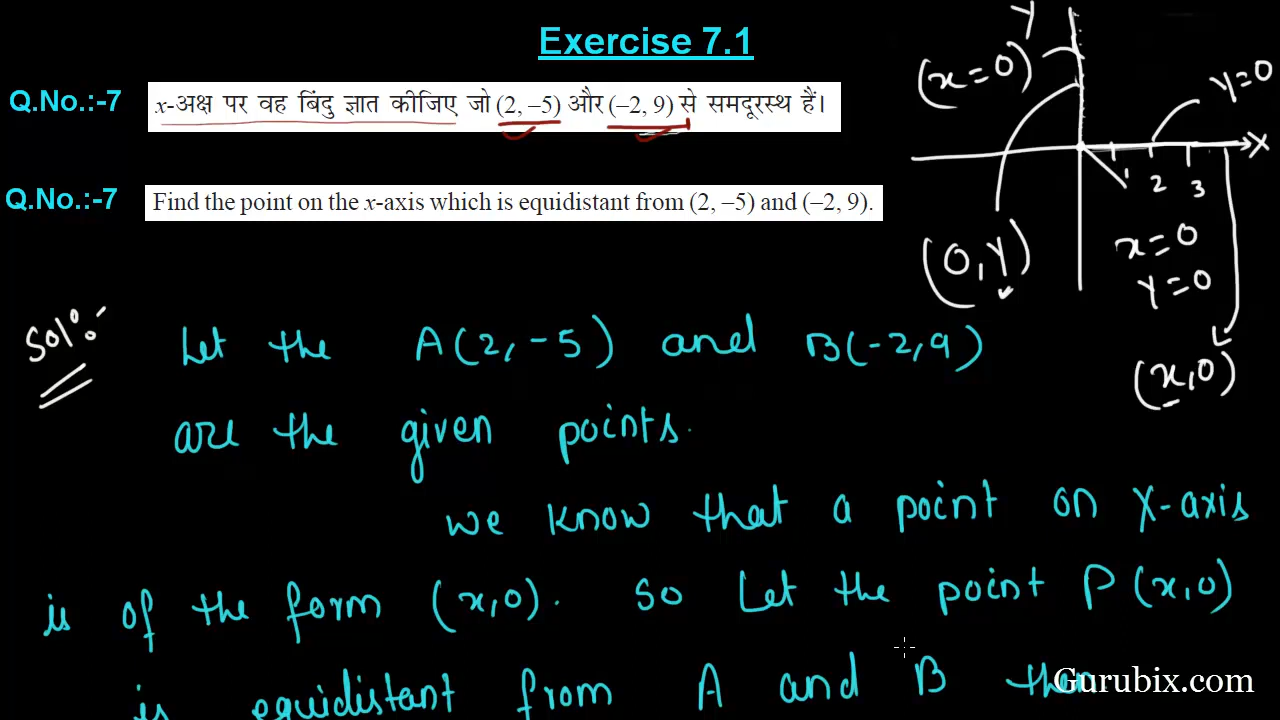 Exercise 7.1
Q.No.:-7 x-अक्ष पर वह बिंदु ज्ञात कीजिए जो (2, –5) और (–2, 9) से समदूरस्थ हैं।
Q.No.:-7 Find the point on the x-axis which is equidistant from (2, –5) and (–2, 9).
Y
(x=0)
Y=0
X
1 2 3
(0,Y)
x=0
Y=0
(x,0)
Sol:
Let the A(2,-5) and B(-2,9)
are the given points.
we know that a point on X-axis
is of the form (x,0). So Let the point P(x,0)
is equidistant from A and B then
Gurubix.com